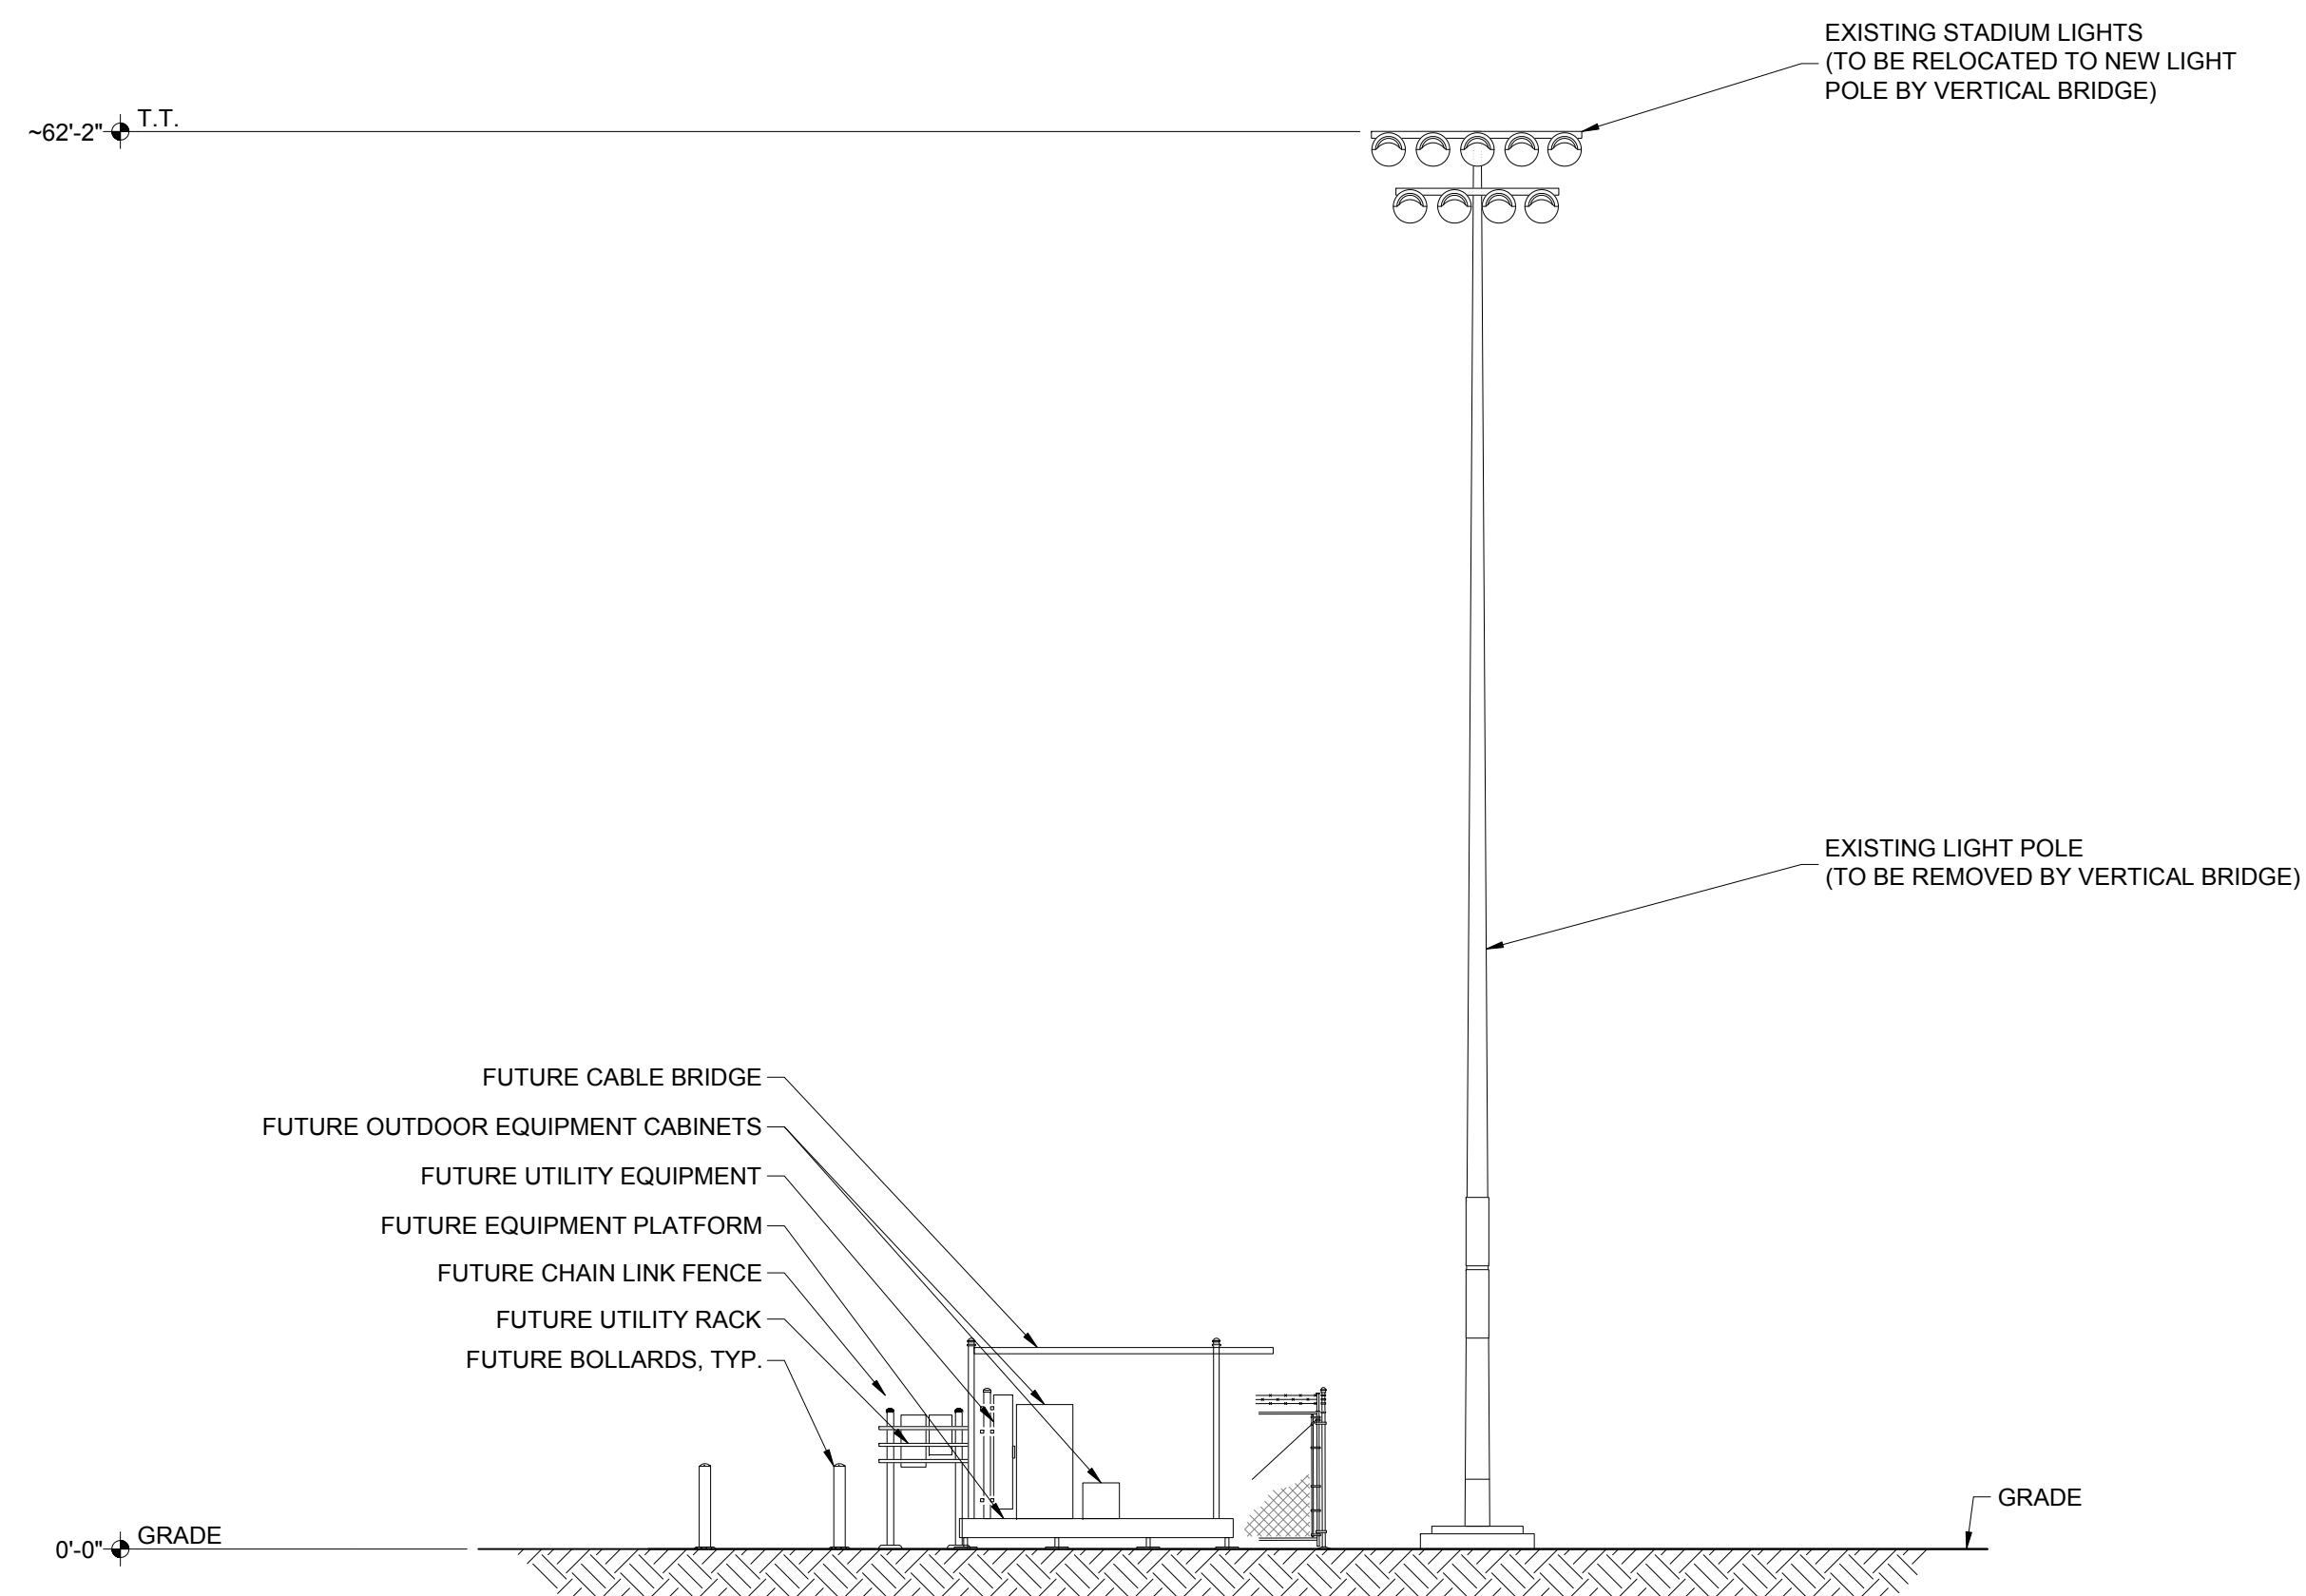 EXISTING STADIUM LIGHTS
(TO BE RELOCATED TO NEW LIGHT
POLE BY VERTICAL BRIDGE)
~62'-2" T.T.
EXISTING LIGHT POLE
(TO BE REMOVED BY VERTICAL BRIDGE)
FUTURE CABLE BRIDGE
FUTURE OUTDOOR EQUIPMENT CABINETS
FUTURE UTILITY EQUIPMENT
FUTURE EQUIPMENT PLATFORM
FUTURE CHAIN LINK FENCE
FUTURE UTILITY RACK
FUTURE BOLLARDS, TYP.
GRADE
0'-0" GRADE